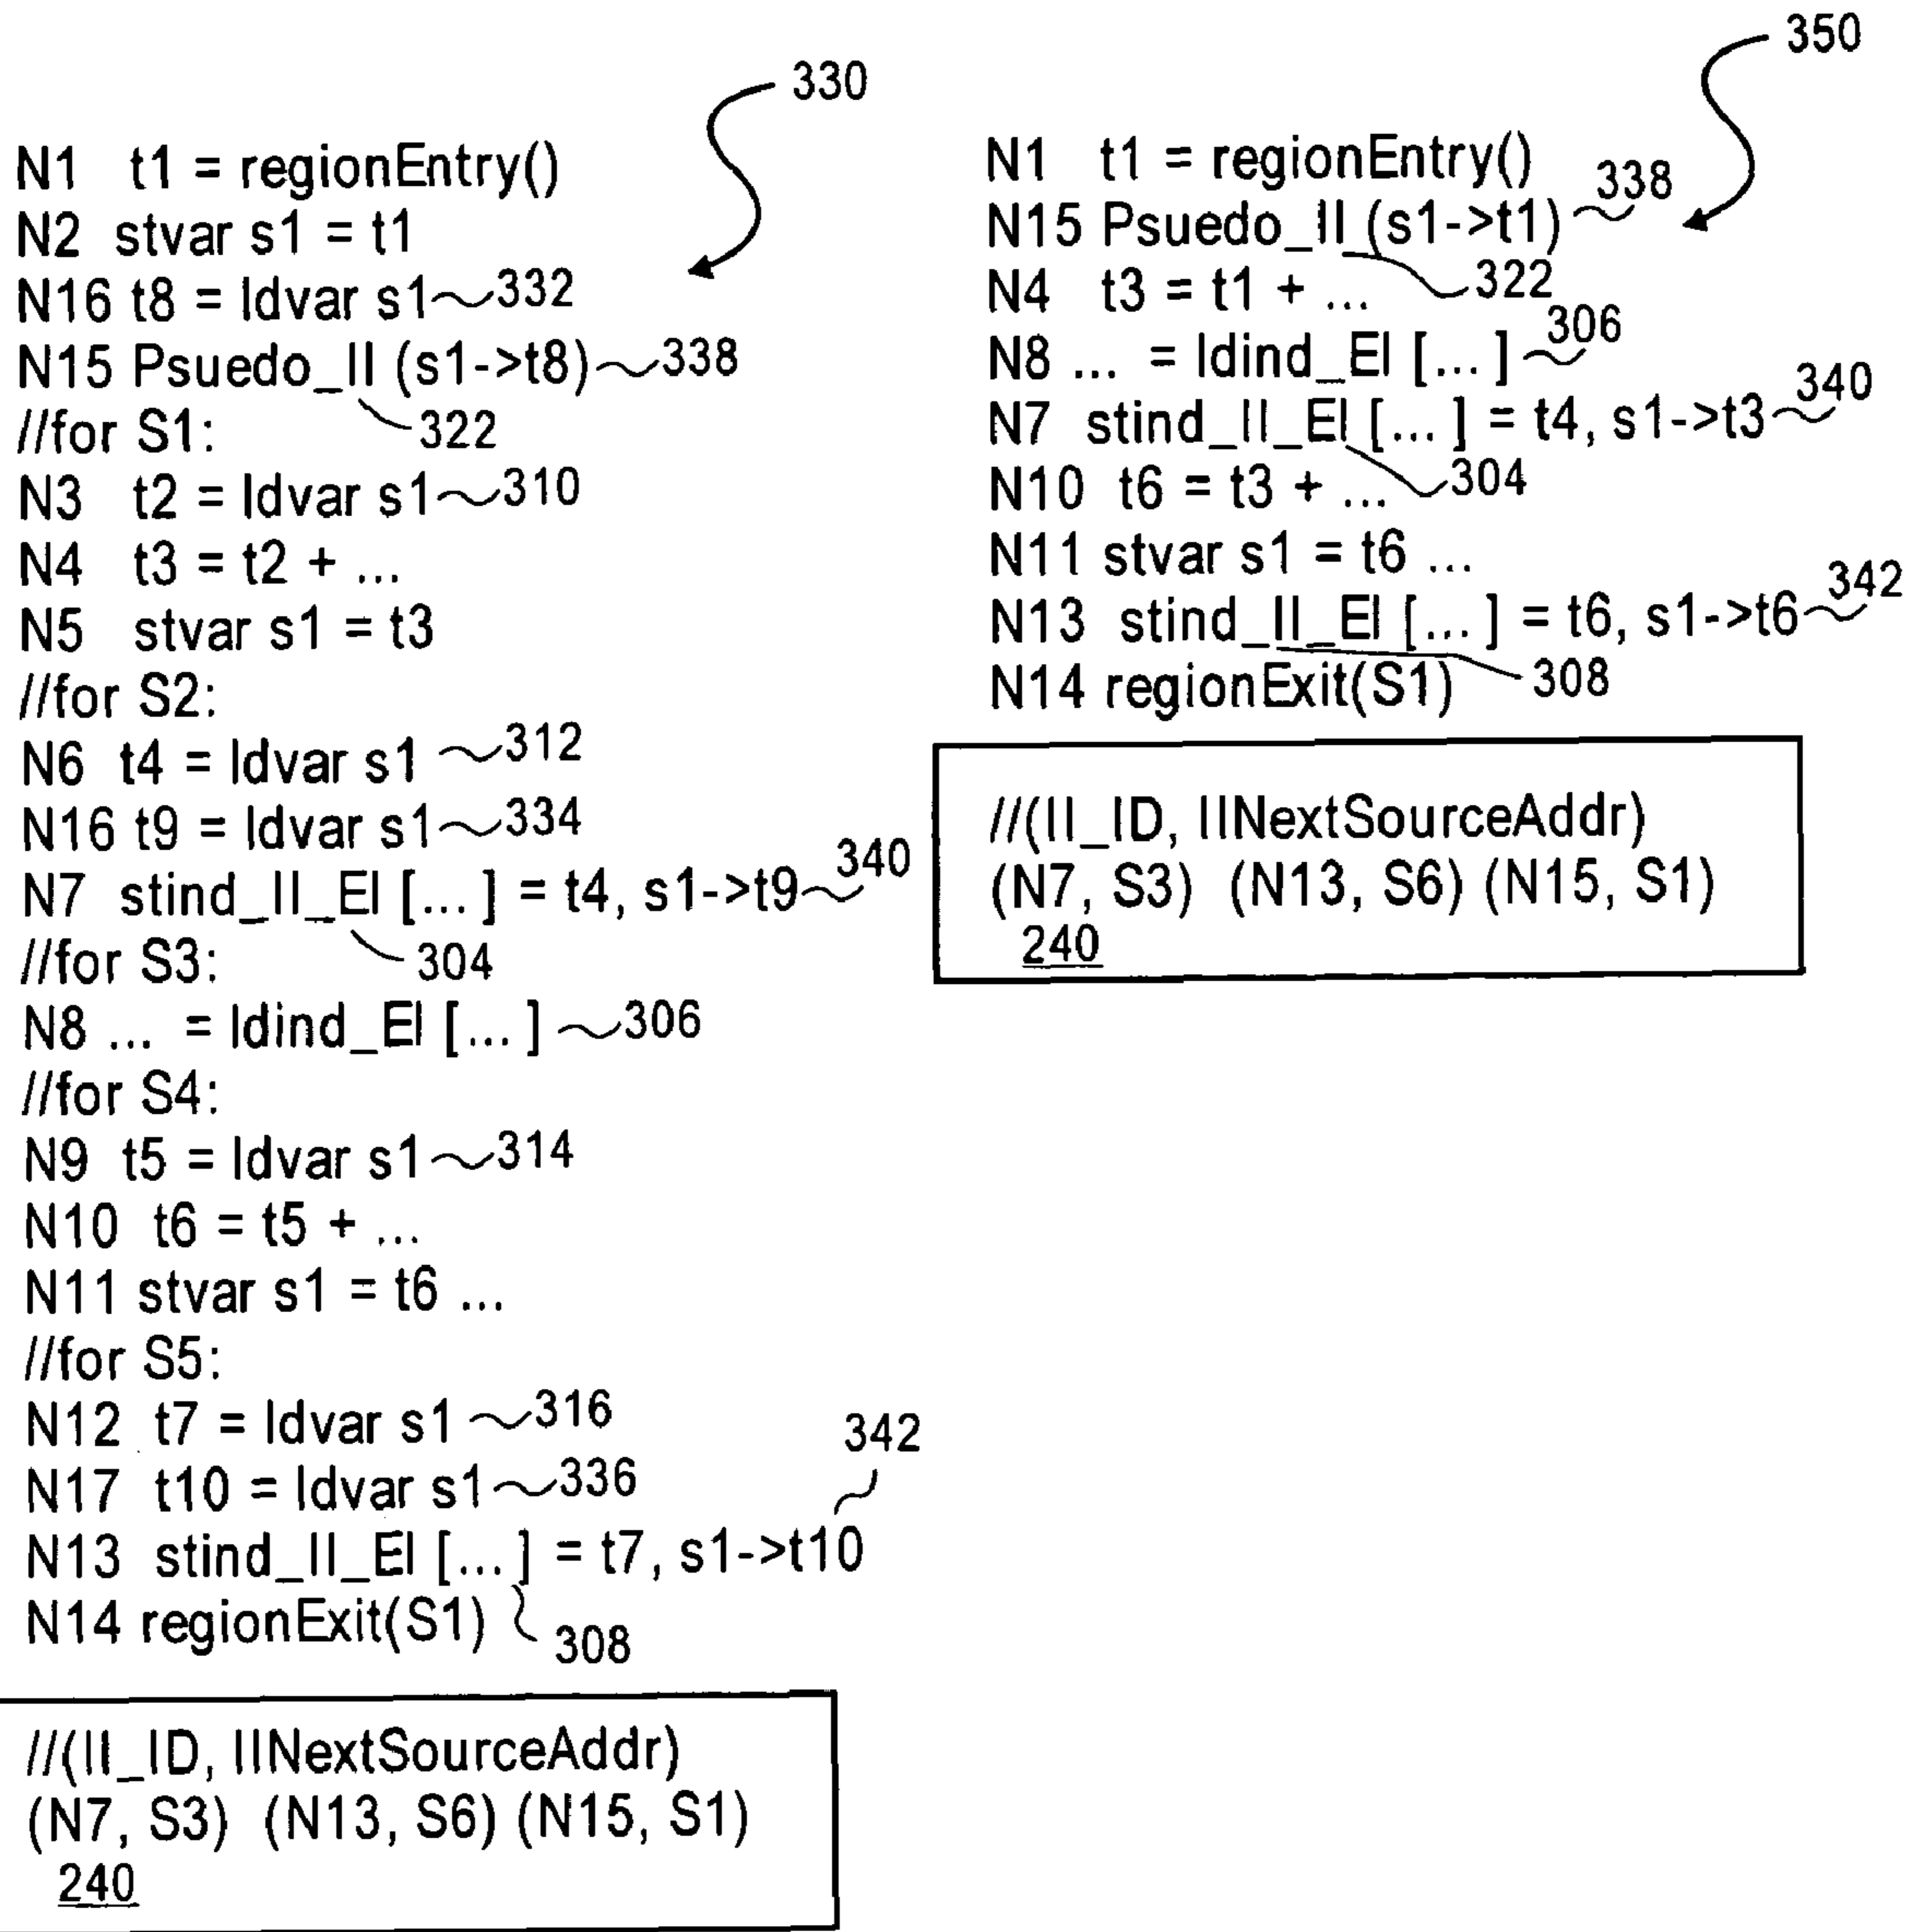 330
N1 t1 = regionEntry()
N2 stvar s1 = t1
N16 t8 = ldvar s1 332
N15 Psuedo_II (s1->t8) 338
//for S1: 322
N3 t2 = ldvar s1 310
N4 t3 = t2 + ...
N5 stvar s1 = t3
//for S2:
N6 t4 = ldvar s1 312
N16 t9 = ldvar s1 334
N7 stind_II_EI [... ] = t4, s1->t9 340
//for S3: 304
N8 ... = ldind_EI [... ] 306
//for S4:
N9 t5 = ldvar s1 314
N10 t6 = t5 + ...
N11 stvar s1 = t6 ...
//for S5:
N12 t7 = ldvar s1 316
342
N17 t10 = ldvar s1 336
N13 stind_II_EI [... ] = t7, s1->t10
N14 regionExit(S1) 308
//(II_ID, IINextSourceAddr)
(N7, S3) (N13, S6) (N15, S1)
240
350
N1 t1 = regionEntry()
N15 Psuedo_II_(s1->t1) 338
N4 t3 = t1 + ... 322
N8 ... = ldind_EI [... ] 306
N7 stind_II_EI [... ] = t4, s1->t3 340
N10 t6 = t3 + ... 304
N11 stvar s1 = t6 ...
N13 stind_II_EI [... ] = t6, s1->t6 342
N14 regionExit(S1) 308
//(II_ID, IINextSourceAddr)
(N7, S3) (N13, S6) (N15, S1)
240